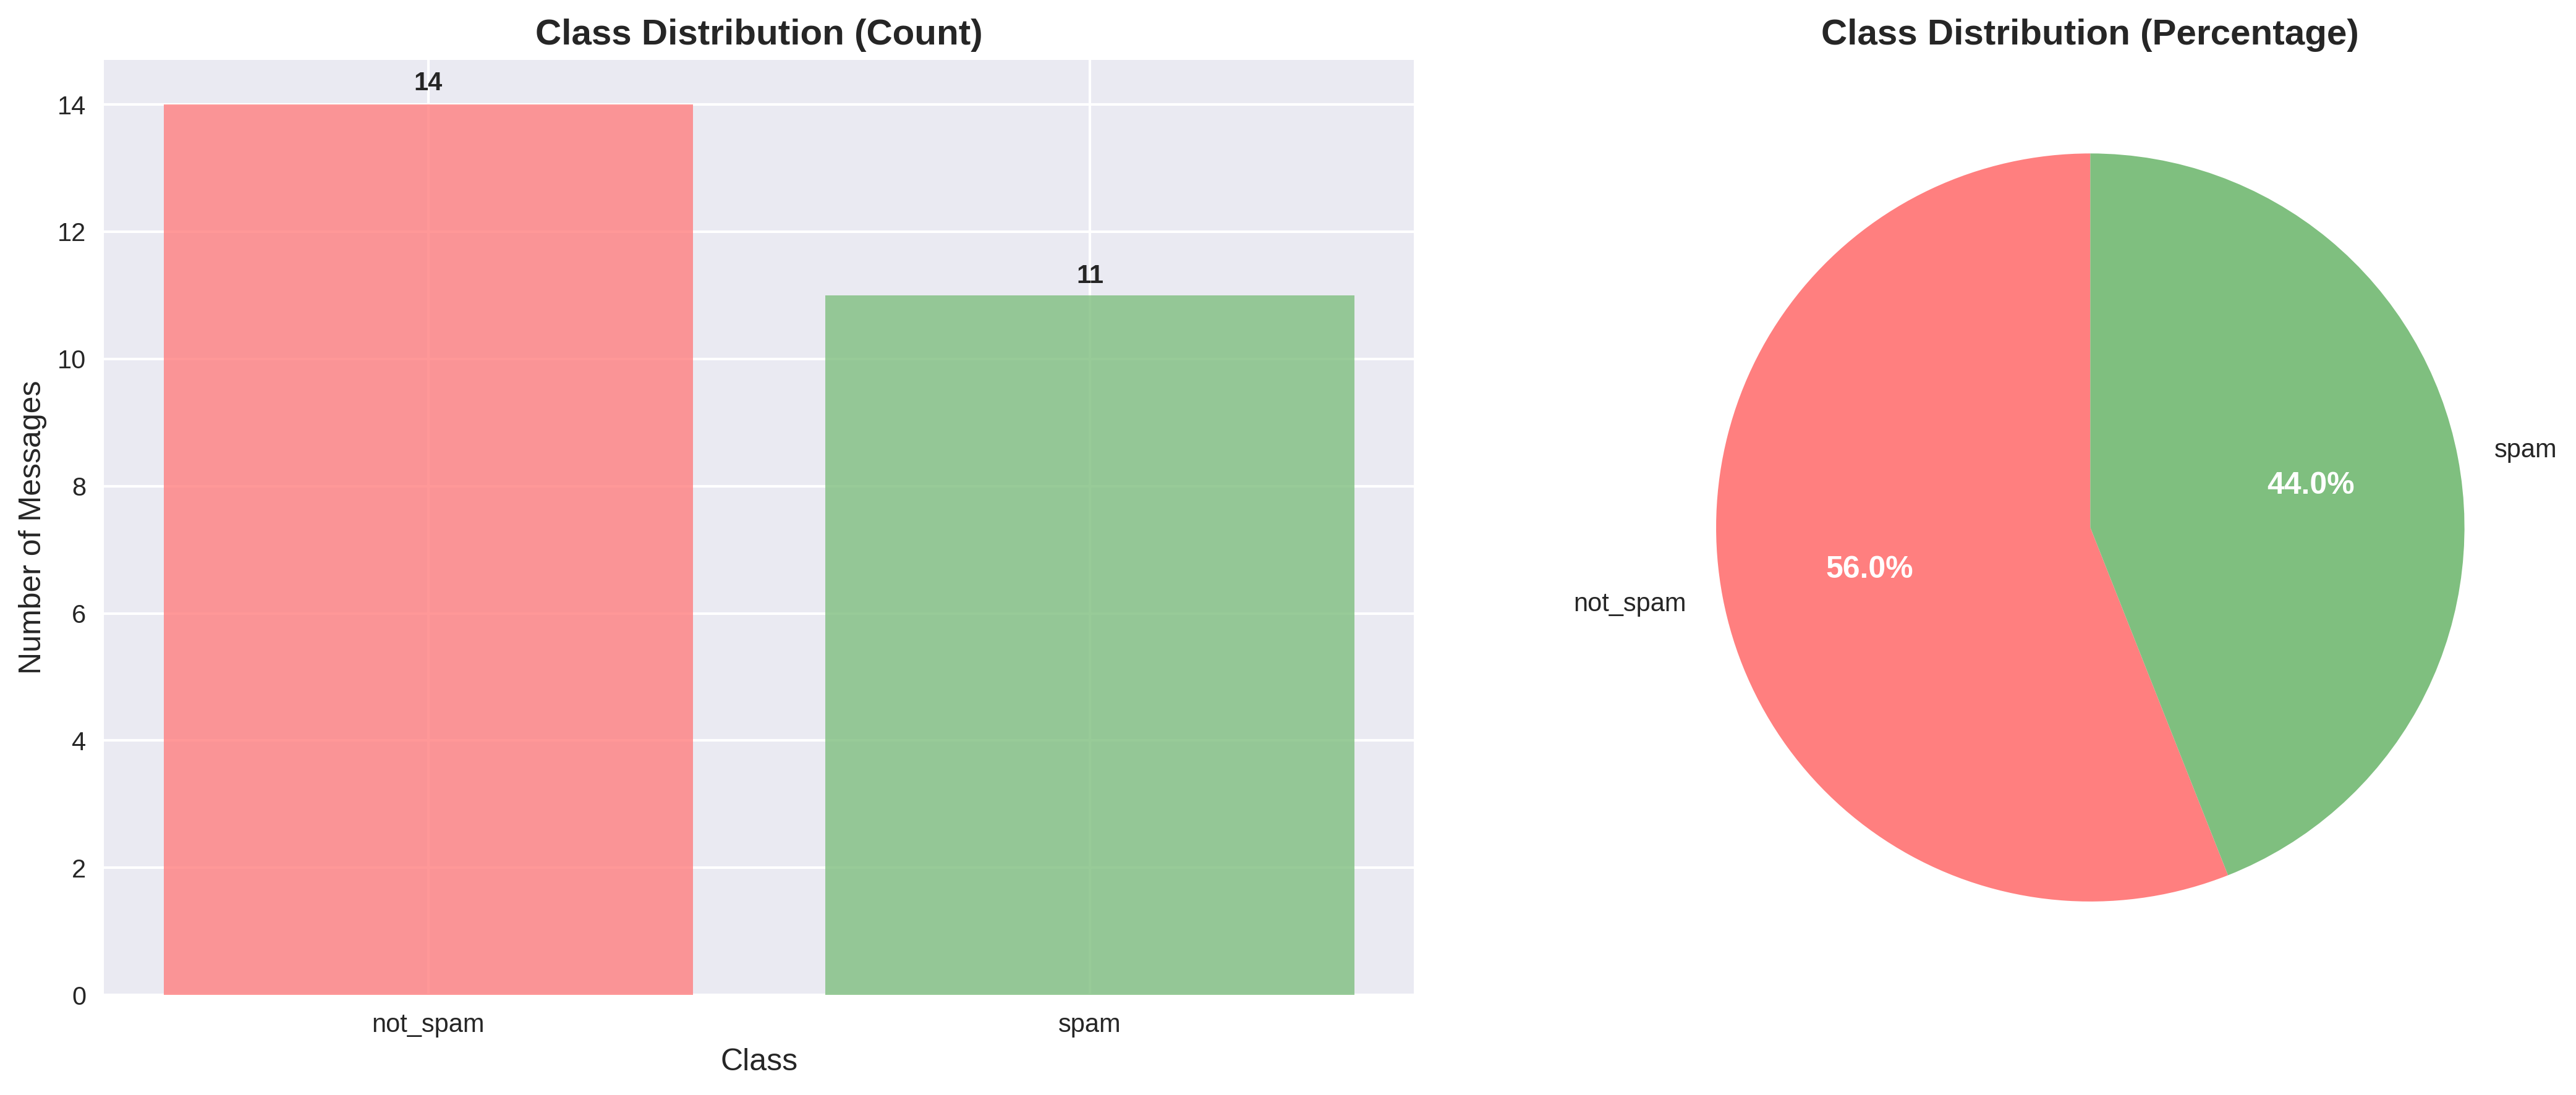 Class Distribution (Count)
14
11
14
12
10
8
6
4
2
0
Number of Messages
not_spam
spam
Class
Class Distribution (Percentage)
spam
44.0%
56.0%
not_spam